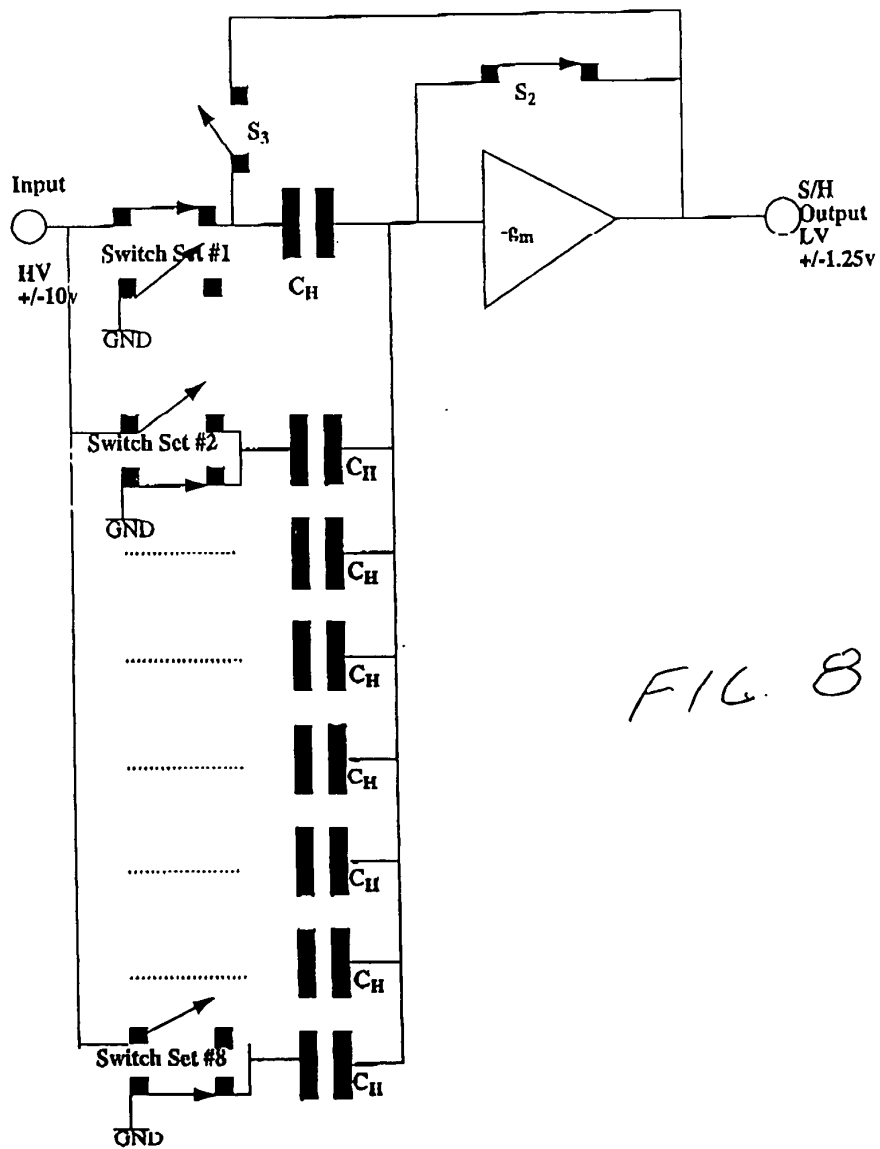 S₂
S₃
Input
Switch Set #1
HV
+/-10v
GND
C_H
-G_m
S/H
Output
LV
+/-1.25v
Switch Set #2
GND
C_H
C_H
C_H
C_H
C_H
C_H
Switch Set #8
GND
C_H
FIG. 8